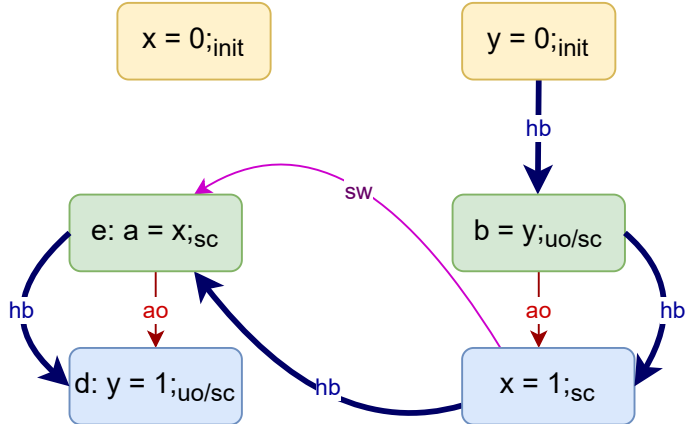 x = 0;init
y = 0;init
hb
sw
e: a = x;sc
b = y;uo/sc
hb
ao
ao
hb
d: y = 1;uo/sc
hb
x = 1;sc